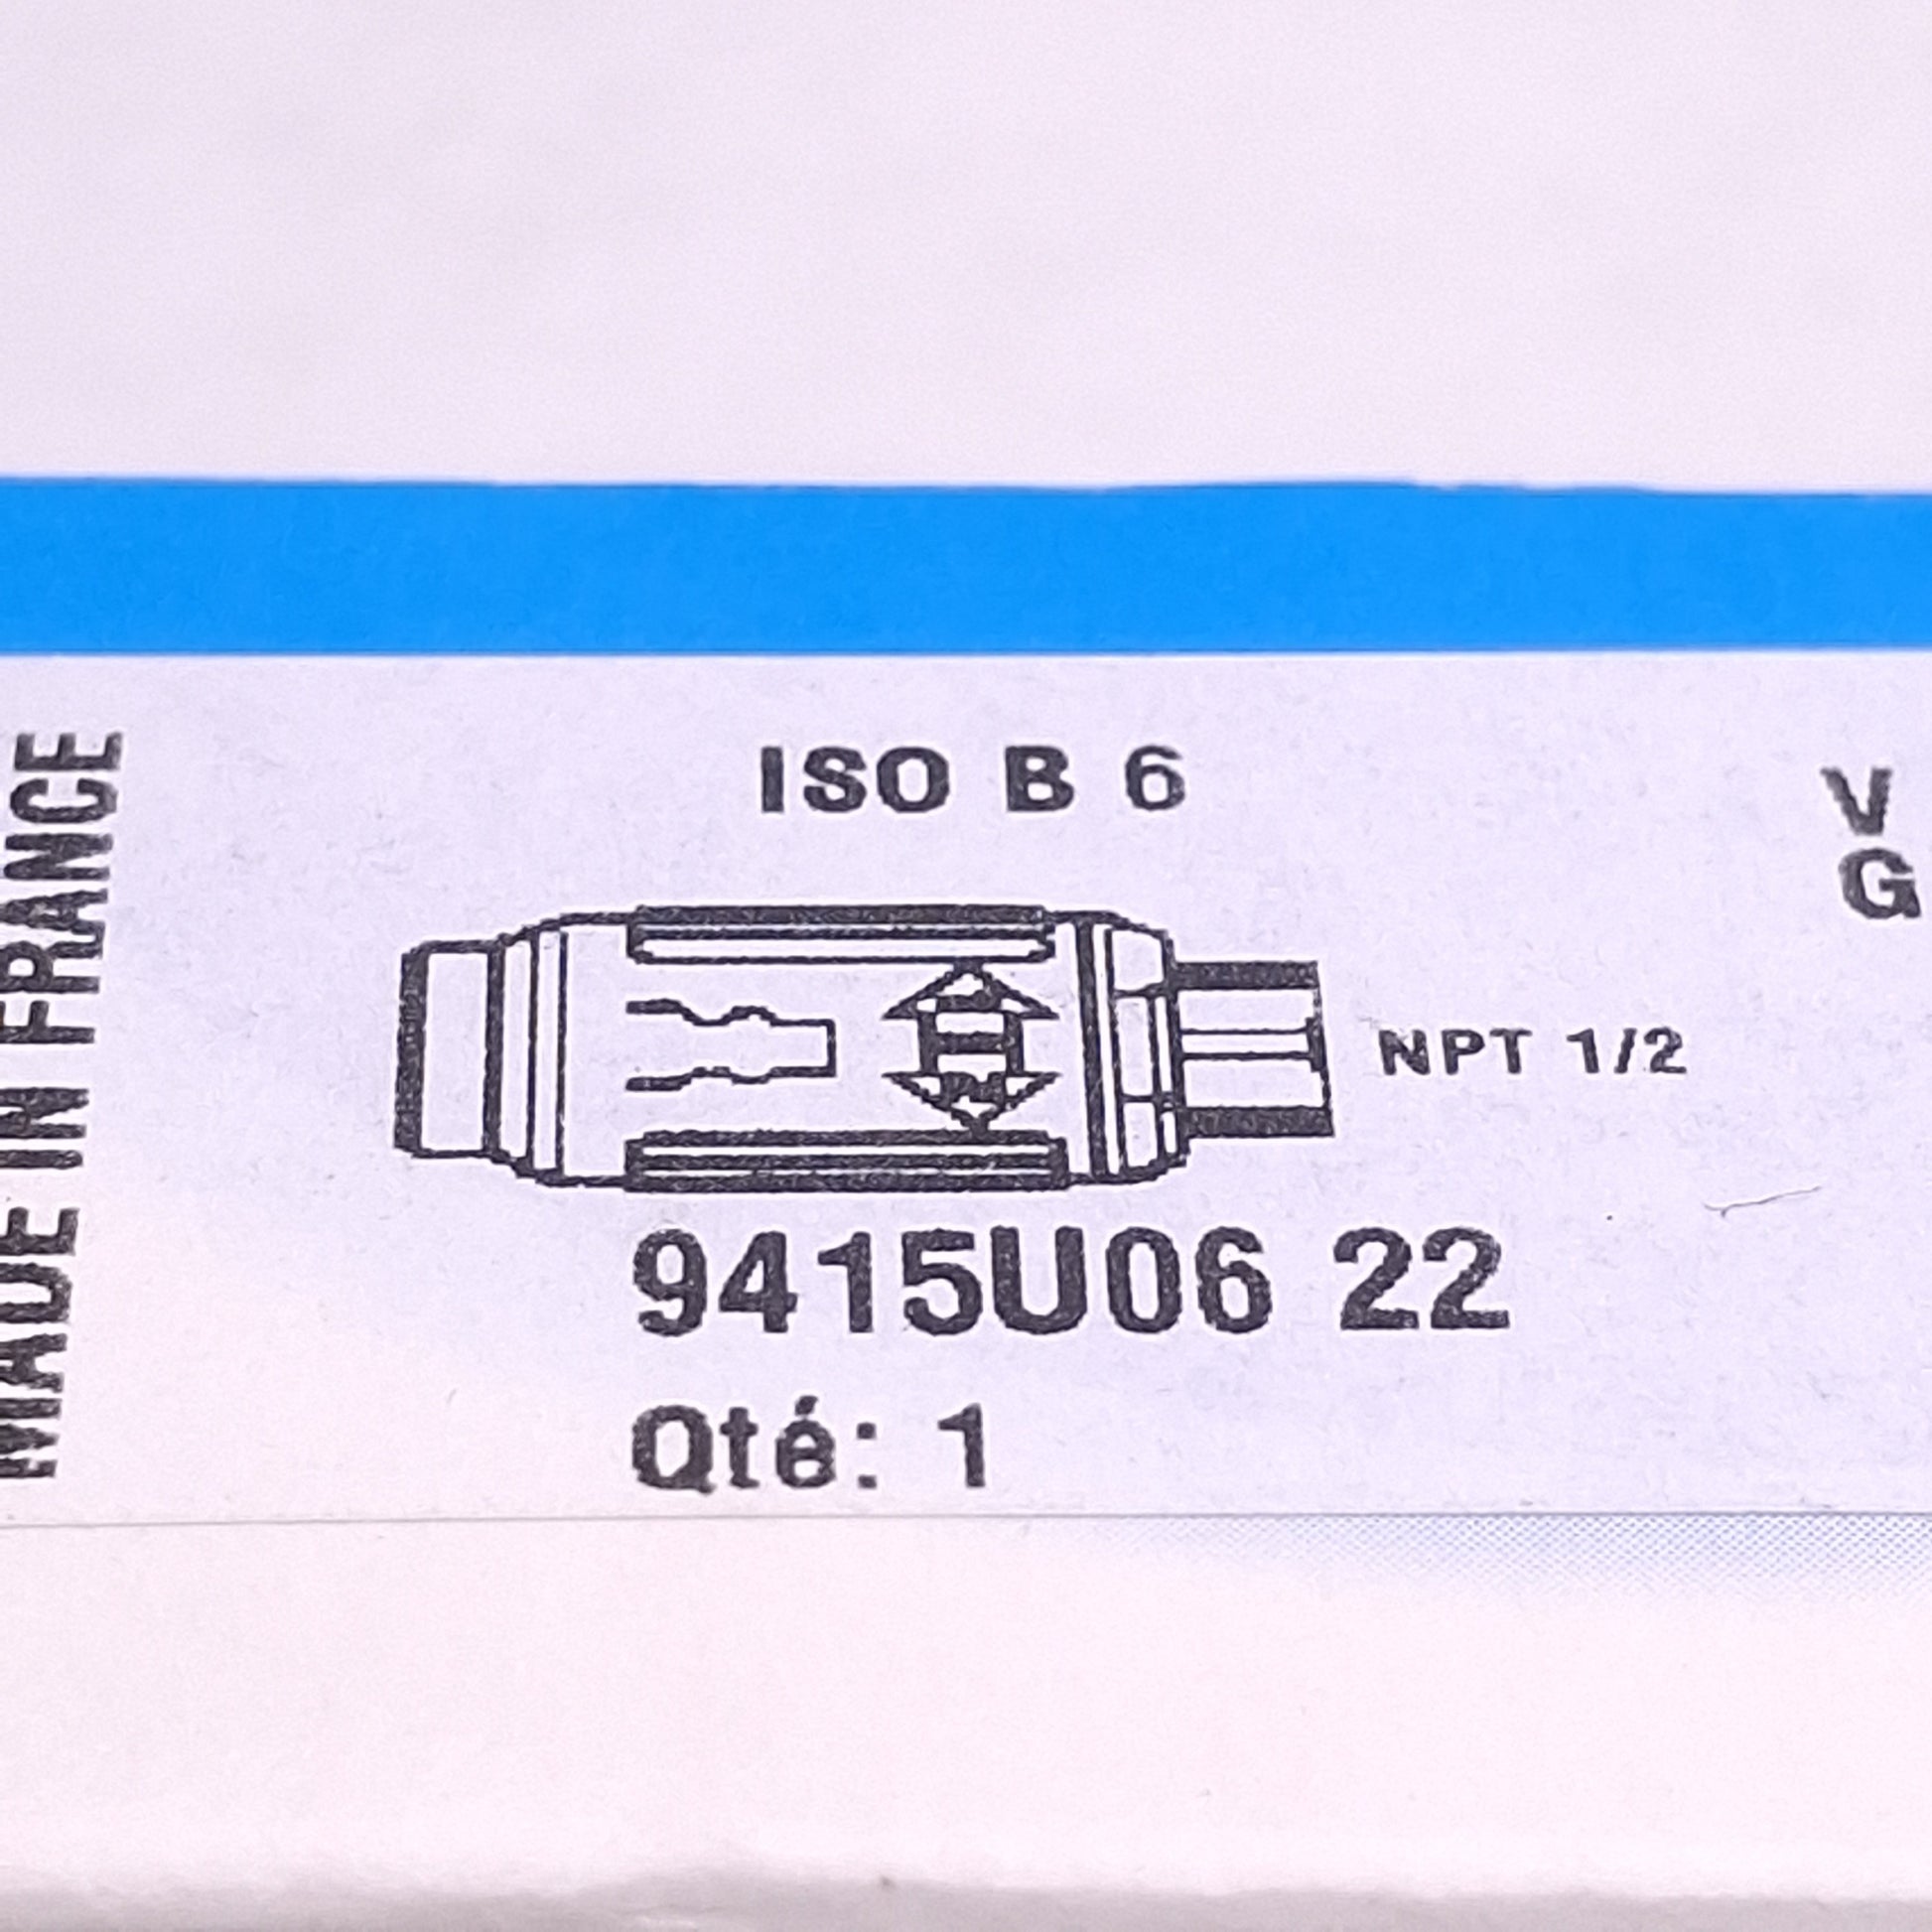 MADE IN FRANCE
ISO B 6
V
G
NPT 1/2
9415U06 22
Qté: 1